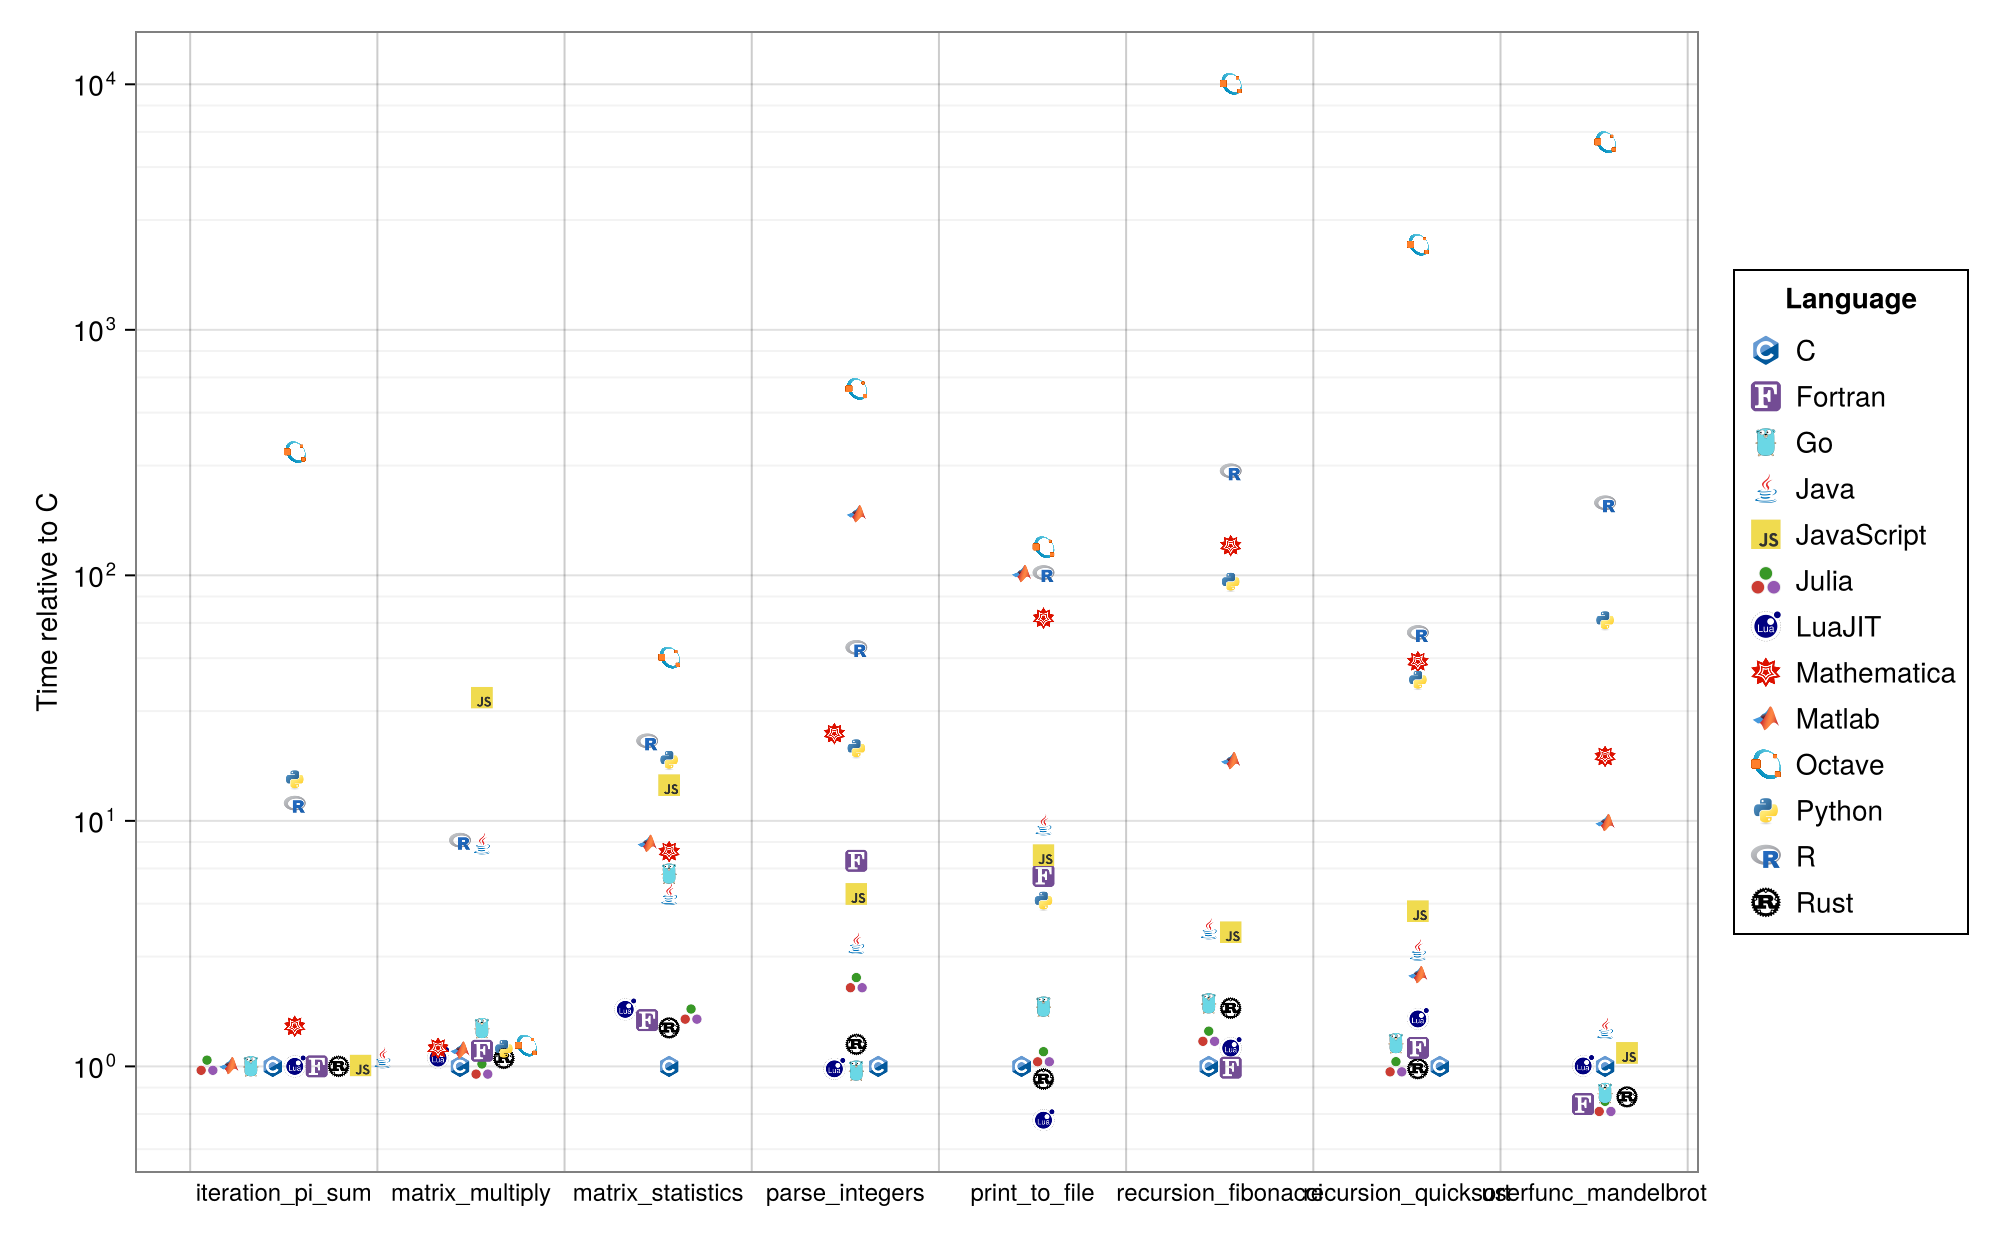 10⁴
10³
10²
10¹
10⁰
Time relative to C
iteration_pi_sum
matrix_multiply
matrix_statistics
parse_integers
print_to_file
recursion_fibonacci
recursion_quicksort
userfunc_mandelbrot
Language
C
Fortran
Go
Java
JavaScript
Julia
LuaJIT
Mathematica
Matlab
Octave
Python
R
Rust